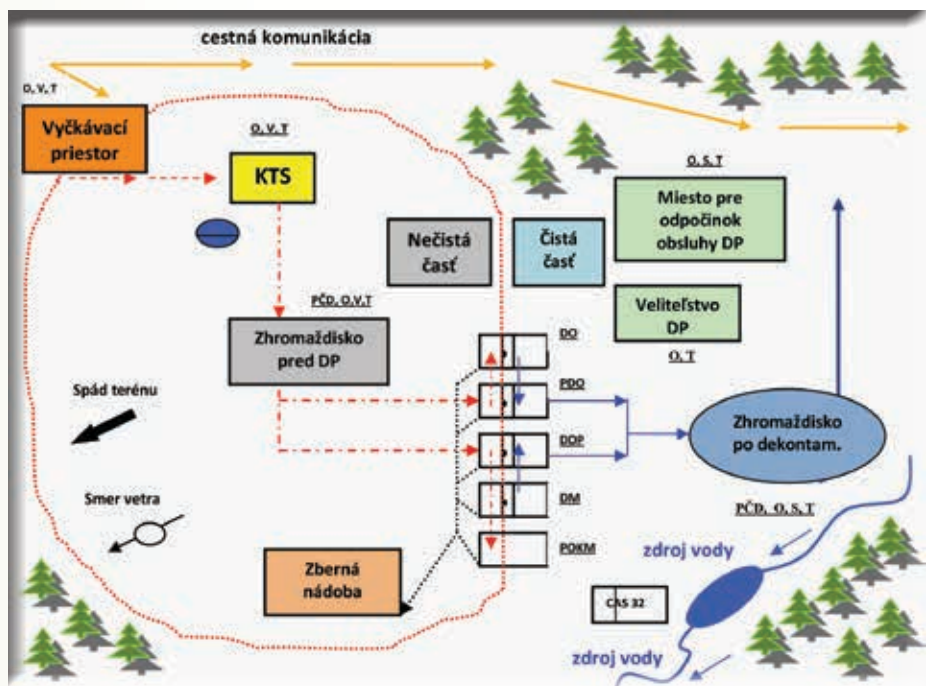 cestná komunikácia
O, V, T
Vyčkávací
priestor
O, V, T
KTS
O, S, T
Miesto pre
odpočinok
obsluhy DP
Nečistá
časť
Čistá
časť
PČD, O,V,T
Zhromaždisko
pred DP
Veliteľstvo
DP
O, T
DO
PDO
DOP
DM
POKM
Spád terénu
Smer vetra
Zhromaždisko
po dekontam.
PČD, O, S, T
zdroj vody
Zberná
nádoba
CAS 32
zdroj vody